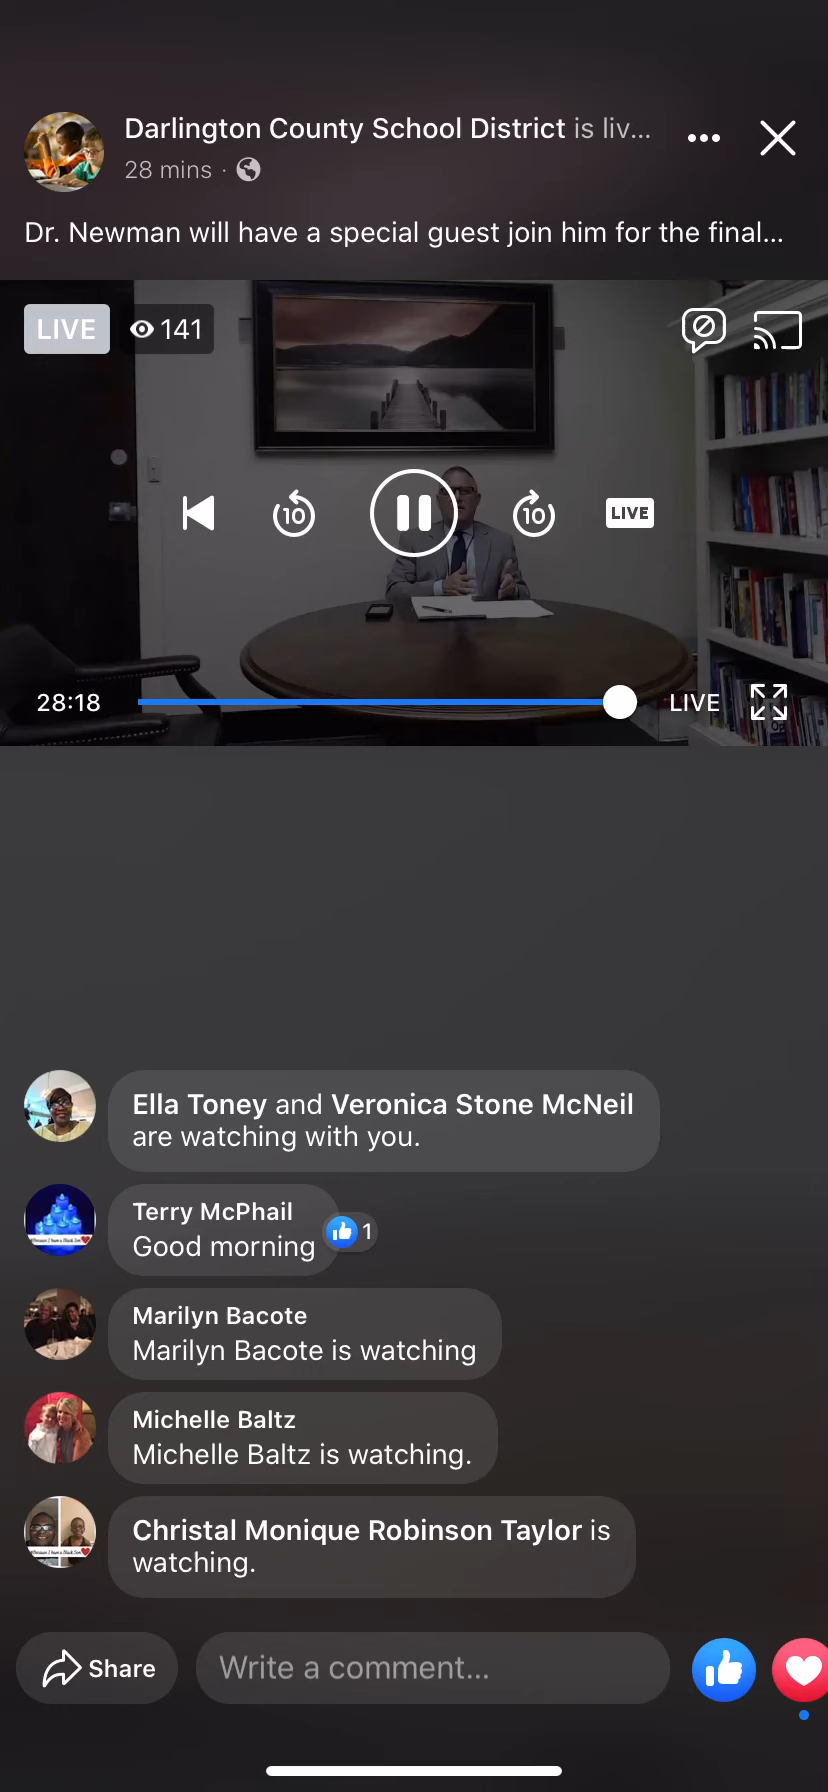 Darlington County School District is liv...
28 mins ·
Dr. Newman will have a special guest join him for the final...
LIVE 141
10 10 LIVE
28:18 LIVE
Ella Toney and Veronica Stone McNeil
are watching with you.
Terry McPhail
Good morning 1
Marilyn Bacote
Marilyn Bacote is watching
Michelle Baltz
Michelle Baltz is watching.
Christal Monique Robinson Taylor is
watching.
Share Write a comment...